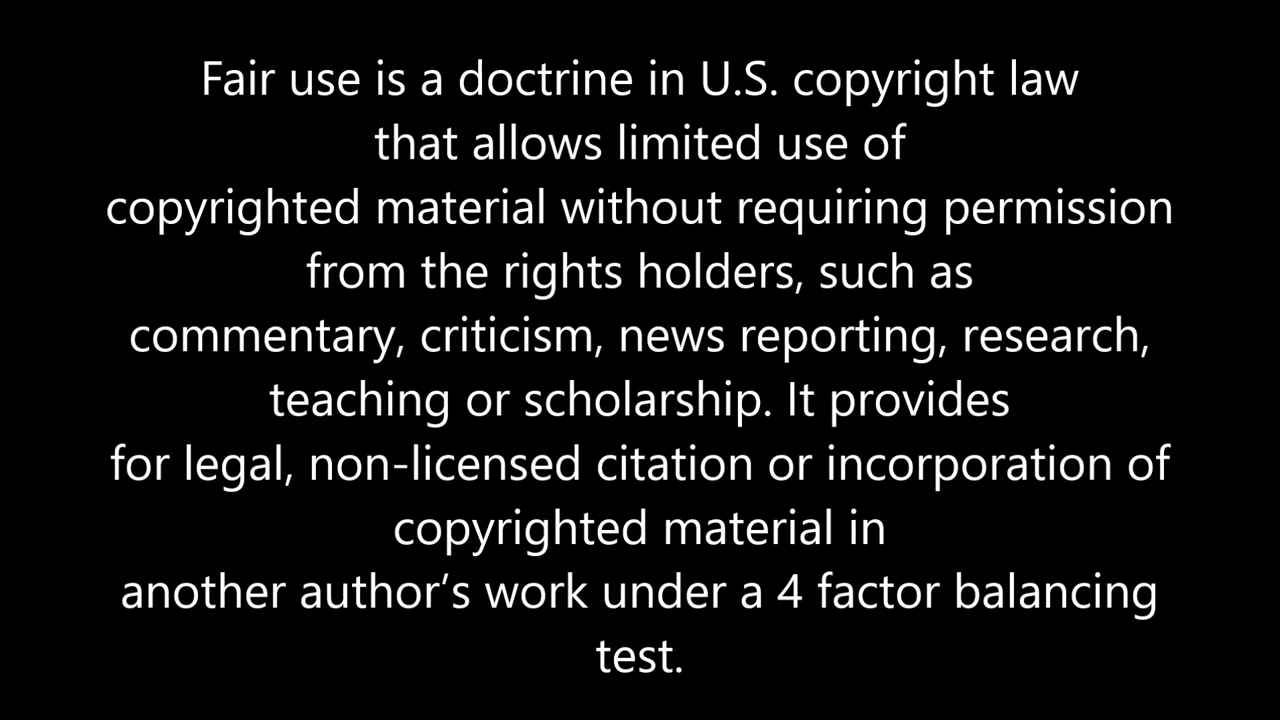 Fair use is a doctrine in U.S. copyright law
that allows limited use of
copyrighted material without requiring permission
from the rights holders, such as
commentary, criticism, news reporting, research,
teaching or scholarship. It provides
for legal, non-licensed citation or incorporation of
copyrighted material in
another author’s work under a 4 factor balancing
test.